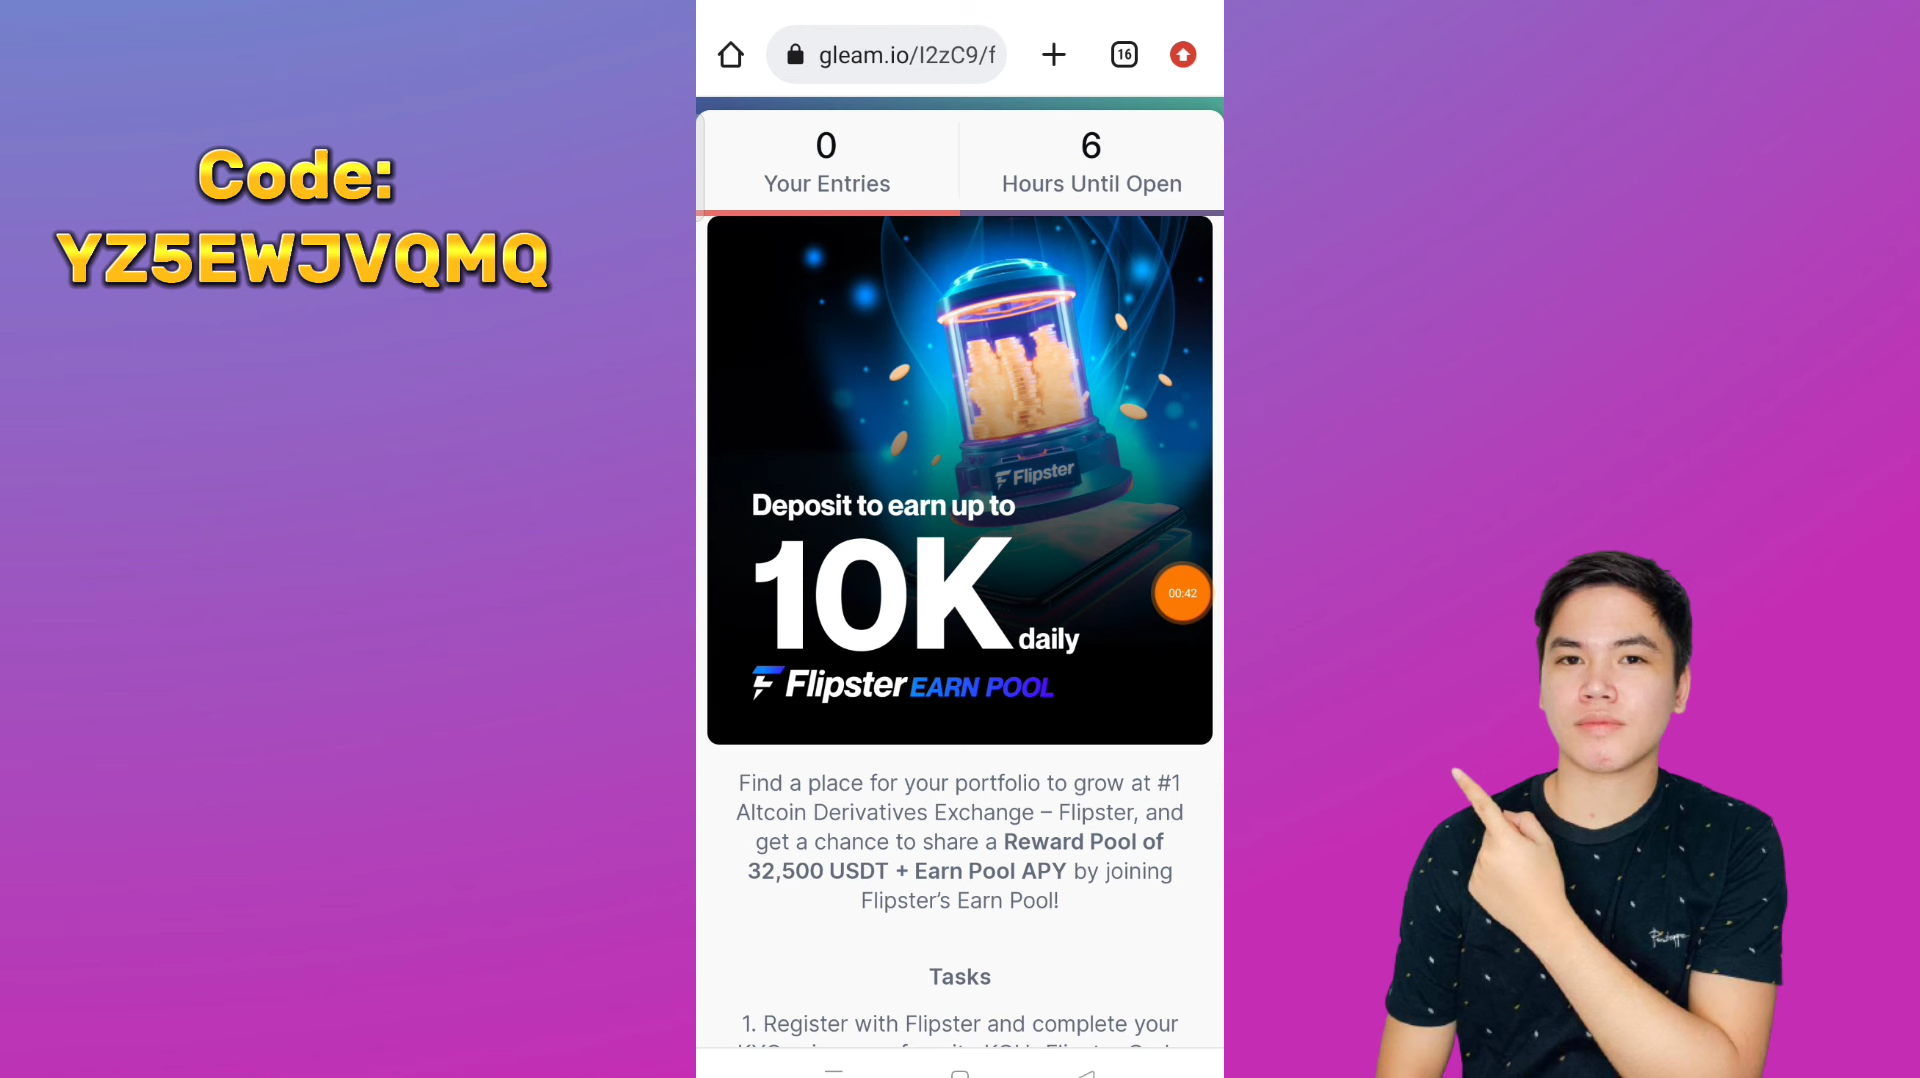 Code:
YZ5EWJVQMQ
gleam.io/I2zC9/f
16
0
Your Entries
6
Hours Until Open
Flipster
Deposit to earn up to
10K daily
00:42
Flipster EARN POOL
Find a place for your portfolio to grow at #1
Altcoin Derivatives Exchange – Flipster, and
get a chance to share a Reward Pool of
32,500 USDT + Earn Pool APY by joining
Flipster’s Earn Pool!
Tasks
1. Register with Flipster and complete your